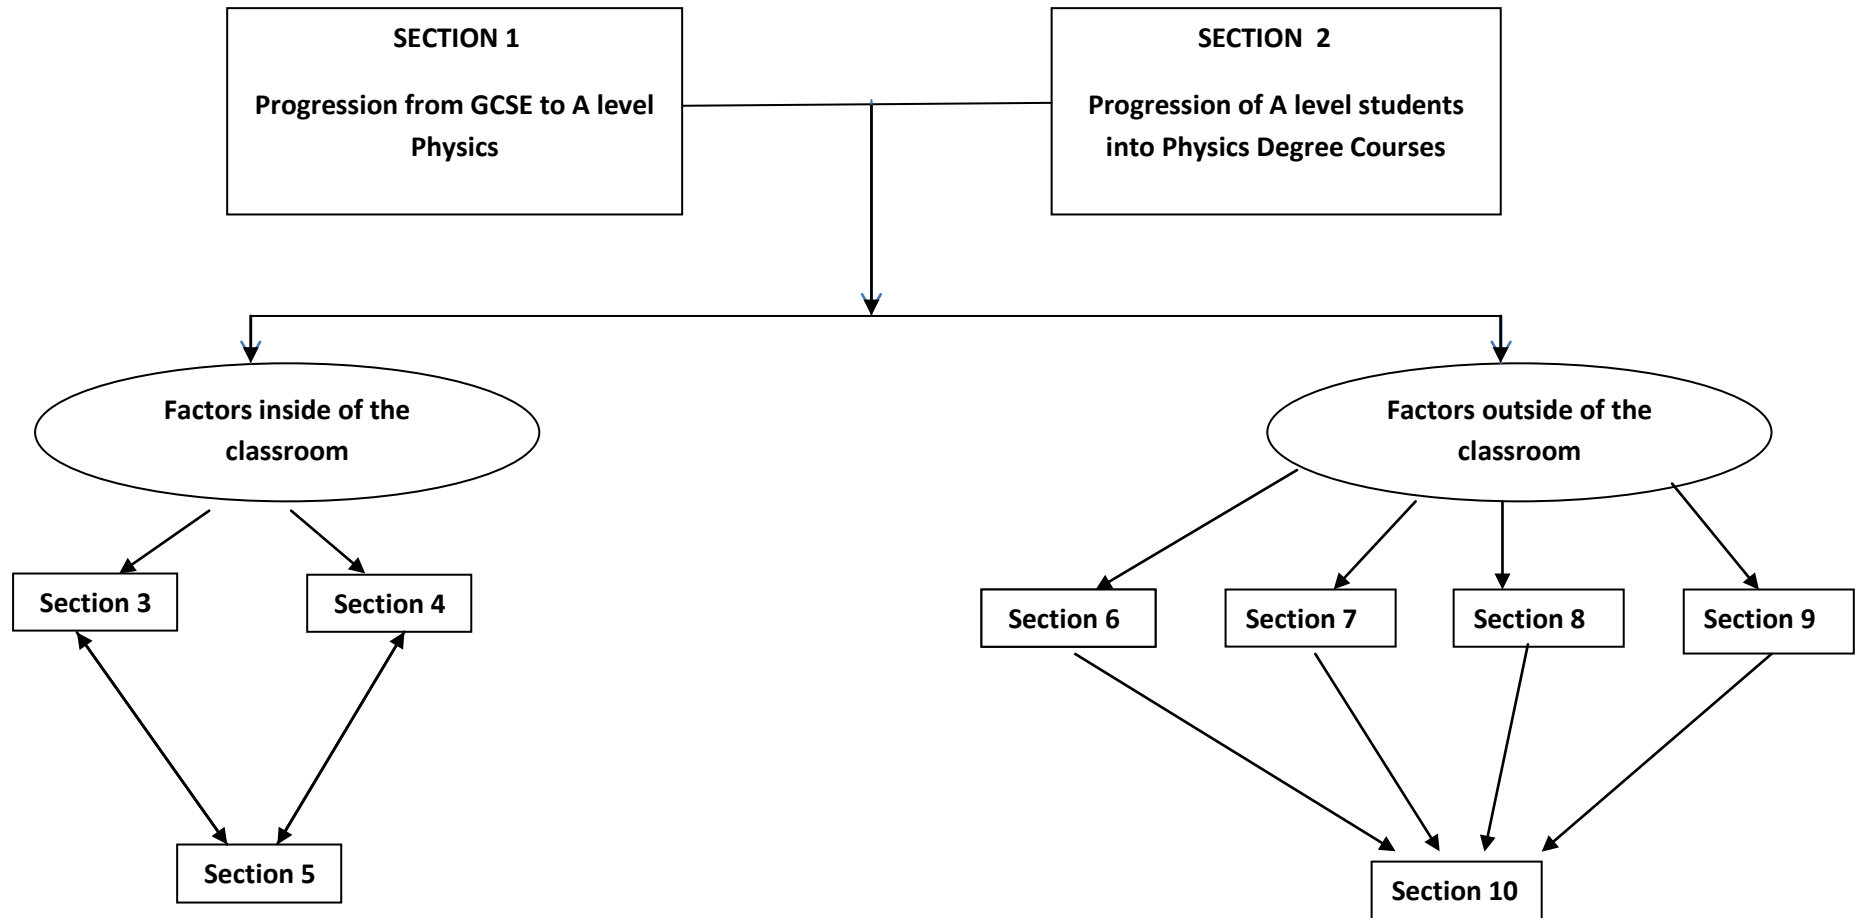 SECTION 1
Progression from GCSE to A level
Physics
SECTION 2
Progression of A level students
into Physics Degree Courses
Factors inside of the
classroom
Factors outside of the
classroom
Section 3
Section 4
Section 6
Section 7
Section 8
Section 9
Section 5
Section 10